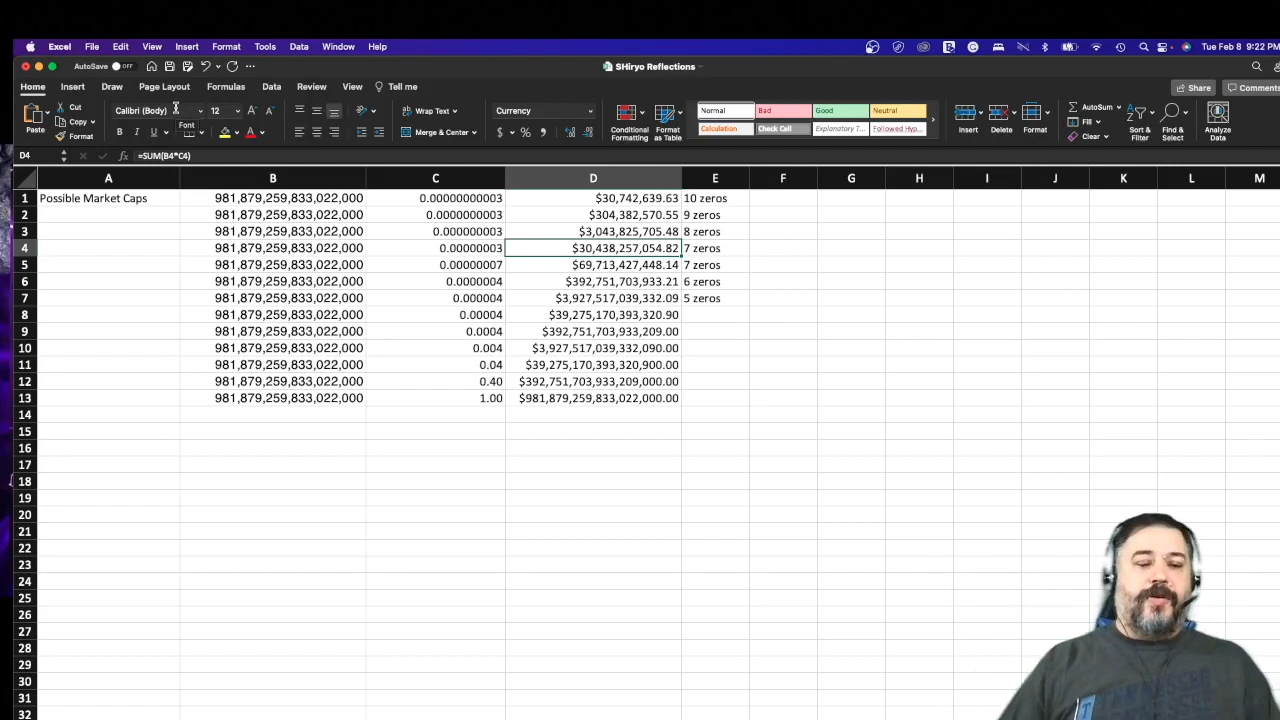 Excel File Edit View Insert Format Tools Data Window Help Tue Feb 8 9:22 PM
AutoSave OFF SHiryo Reflections
Home Insert Draw Page Layout Formulas Data Review View Tell me Share Comments
Paste Cut Copy Format Calibri (Body) 12 Wrap Text Merge & Center Currency Conditional Formatting Format as Table Normal Bad Good Neutral Calculation Check Cell Explanatory T... Followed Hyp... Insert Delete Format AutoSum Fill Clear Sort & Filter Find & Select Analyze Data
Font
D4 fx =SUM(B4*C4)
A B C D E F G H I J K L M
1 Possible Market Caps 981,879,259,833,022,000 0.00000000003 $30,742,639.63 10 zeros
2 981,879,259,833,022,000 0.0000000003 $304,382,570.55 9 zeros
3 981,879,259,833,022,000 0.000000003 $3,043,825,705.48 8 zeros
4 981,879,259,833,022,000 0.00000003 $30,438,257,054.82 7 zeros
5 981,879,259,833,022,000 0.00000007 $69,713,427,448.14 7 zeros
6 981,879,259,833,022,000 0.0000004 $392,751,703,933.21 6 zeros
7 981,879,259,833,022,000 0.000004 $3,927,517,039,332.09 5 zeros
8 981,879,259,833,022,000 0.00004 $39,275,170,393,320.90
9 981,879,259,833,022,000 0.0004 $392,751,703,933,209.00
10 981,879,259,833,022,000 0.004 $3,927,517,039,332,090.00
11 981,879,259,833,022,000 0.04 $39,275,170,393,320,900.00
12 981,879,259,833,022,000 0.40 $392,751,703,933,209,000.00
13 981,879,259,833,022,000 1.00 $981,879,259,833,022,000.00
14
15
16
17
18
19
20
21
22
23
24
25
26
27
28
29
30
31
32